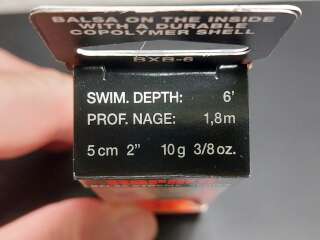 BALSA ON THE INSIDE
WITH A DURABLE
COPOLYMER SHELL
BXB-6
SWIM. DEPTH: 6'
PROF. NAGE: 1,8m
5cm 2" 10g 3/8oz.